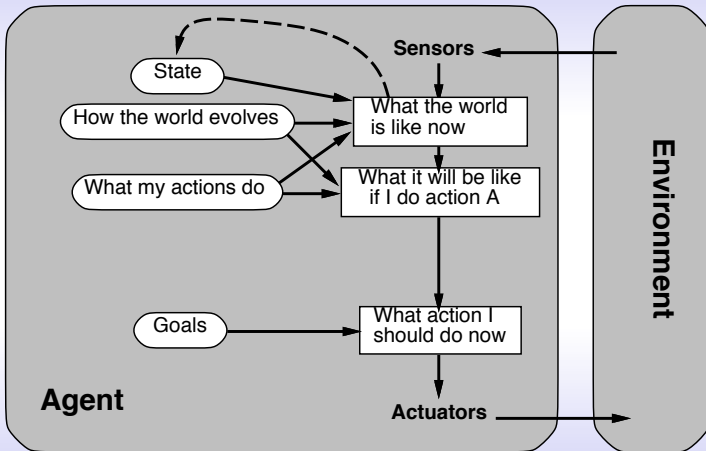 Sensors
State
What the world
is like now
How the world evolves
What my actions do
What it will be like
if I do action A
Goals
What action I
should do now
Agent
Actuators
Environment